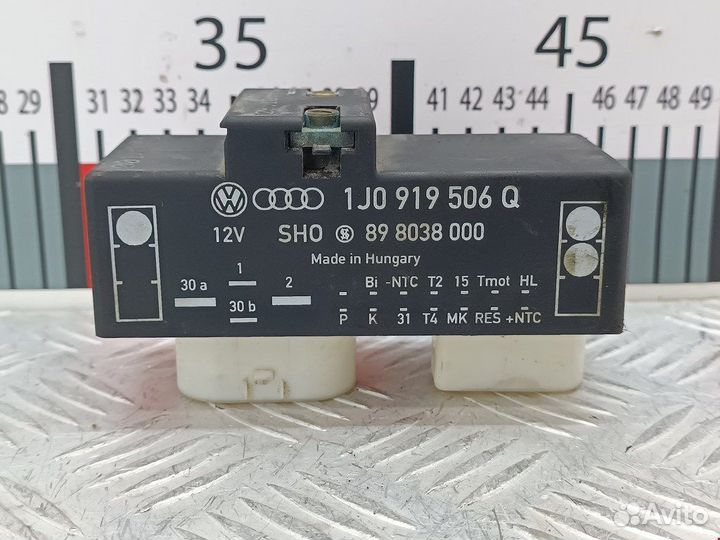 35 45
28 29 31 32 33 34 41 42 43 44 46 47 48 49
1J0 919 506 Q
12V SHO 89 8038 000
Made in Hungary
1 Bi -NTC T2 15 Tmot HL
30 a 2
30 b P K 31 T4 MK RES +NTC
Avito